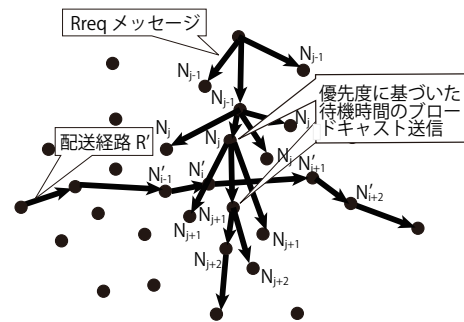 Rreq メッセージ
N_{j-1}
N_{j-1}
N_{j-1}
優先度に基づいた
待機時間のブロー
ドキャスト送信
N_j
N_j
N_j
N_j
配送経路 R′
N′_{i-1}
N′_i
N′_{i+1}
N′_{i+2}
N_{j+1}
N_{j+1}
N_{j+1}
N_{j+2}
N_{j+2}